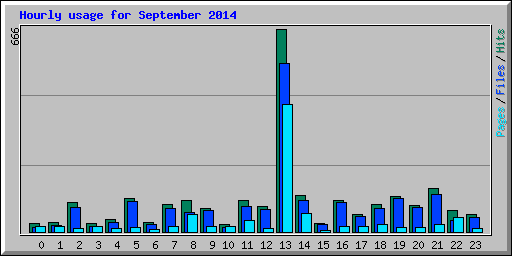 Hourly usage for September 2014
666
Pages/Files/Hits
0 1 2 3 4 5 6 7 8 9 10 11 12 13 14 15 16 17 18 19 20 21 22 23